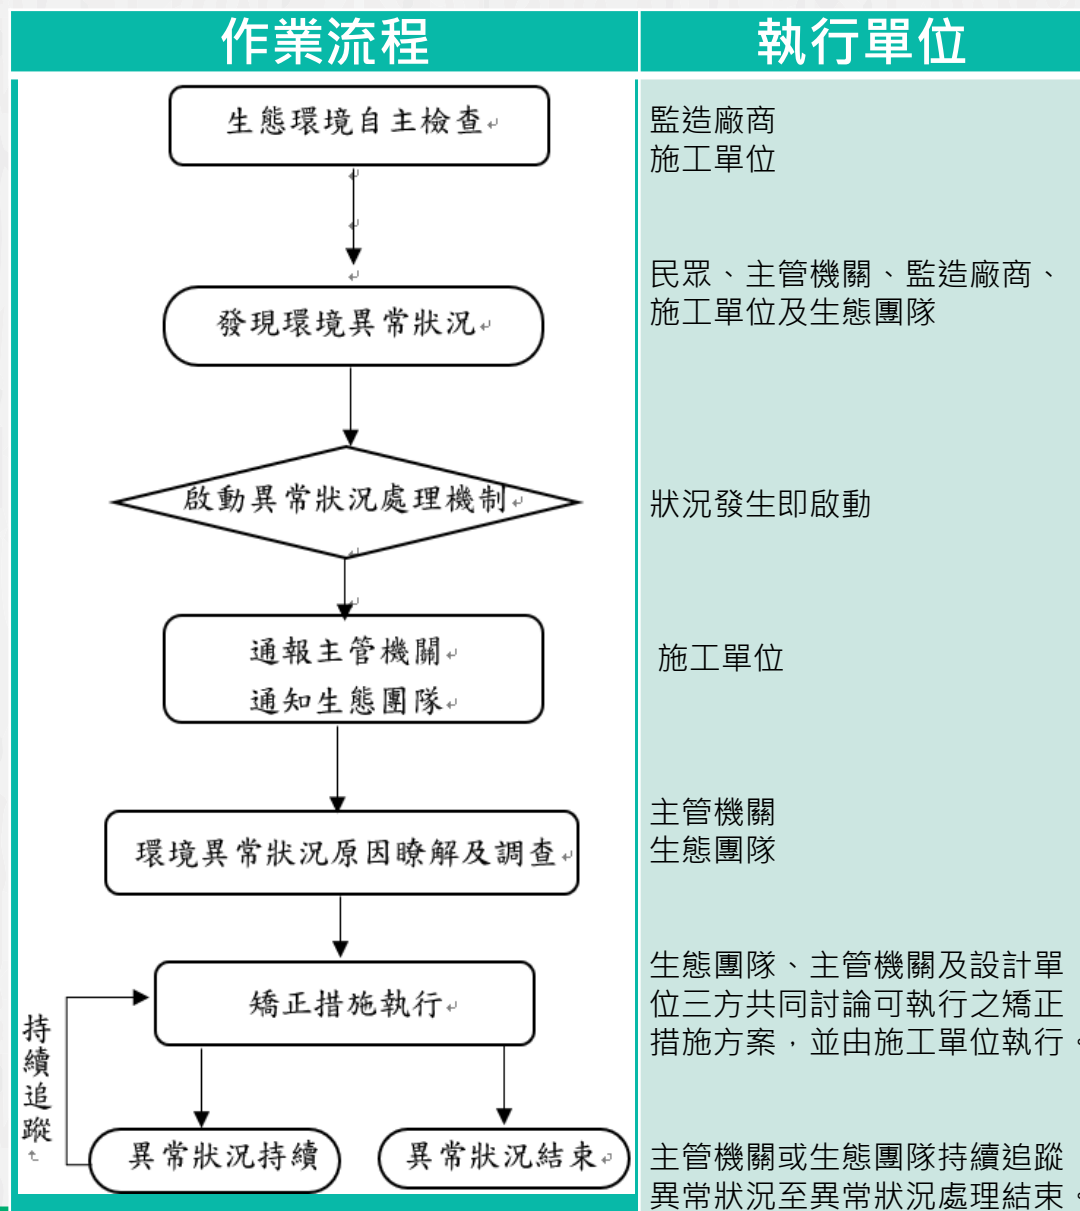 作業流程
執行單位
生態環境自主檢查
監造廠商
施工單位
發現環境異常狀況
民眾、主管機關、監造廠商、
施工單位及生態團隊
啟動異常狀況處理機制
狀況發生即啟動
通報主管機關
通知生態團隊
施工單位
環境異常狀況原因瞭解及調查
主管機關
生態團隊
矯正措施執行
生態團隊、主管機關及設計單
位三方共同討論可執行之矯正
措施方案，並由施工單位執行。
持續追蹤
異常狀況持續
異常狀況結束
主管機關或生態團隊持續追蹤
異常狀況至異常狀況處理結束。